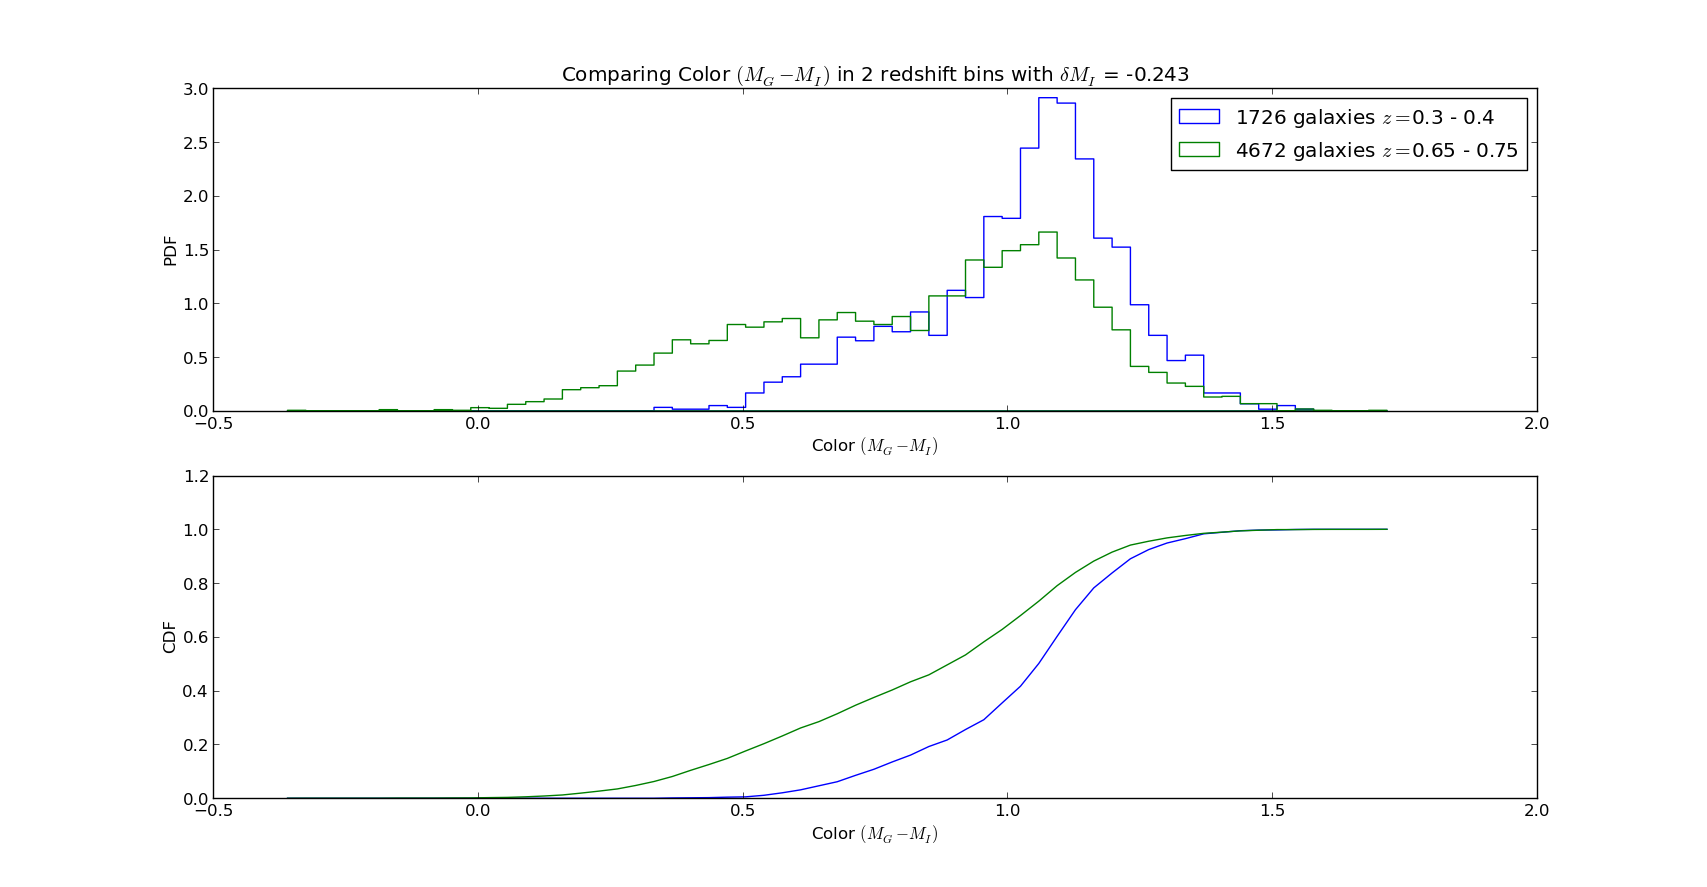 Comparing Color (M_G − M_I) in 2 redshift bins with δM_I = -0.243
3.0
2.5
2.0
1.5
1.0
0.5
0.0
PDF
1726 galaxies z=0.3 - 0.4
4672 galaxies z=0.65 - 0.75
−0.5 0.0 0.5 1.0 1.5 2.0
Color (M_G − M_I)
1.2
1.0
0.8
0.6
0.4
0.2
0.0
CDF
−0.5 0.0 0.5 1.0 1.5 2.0
Color (M_G − M_I)